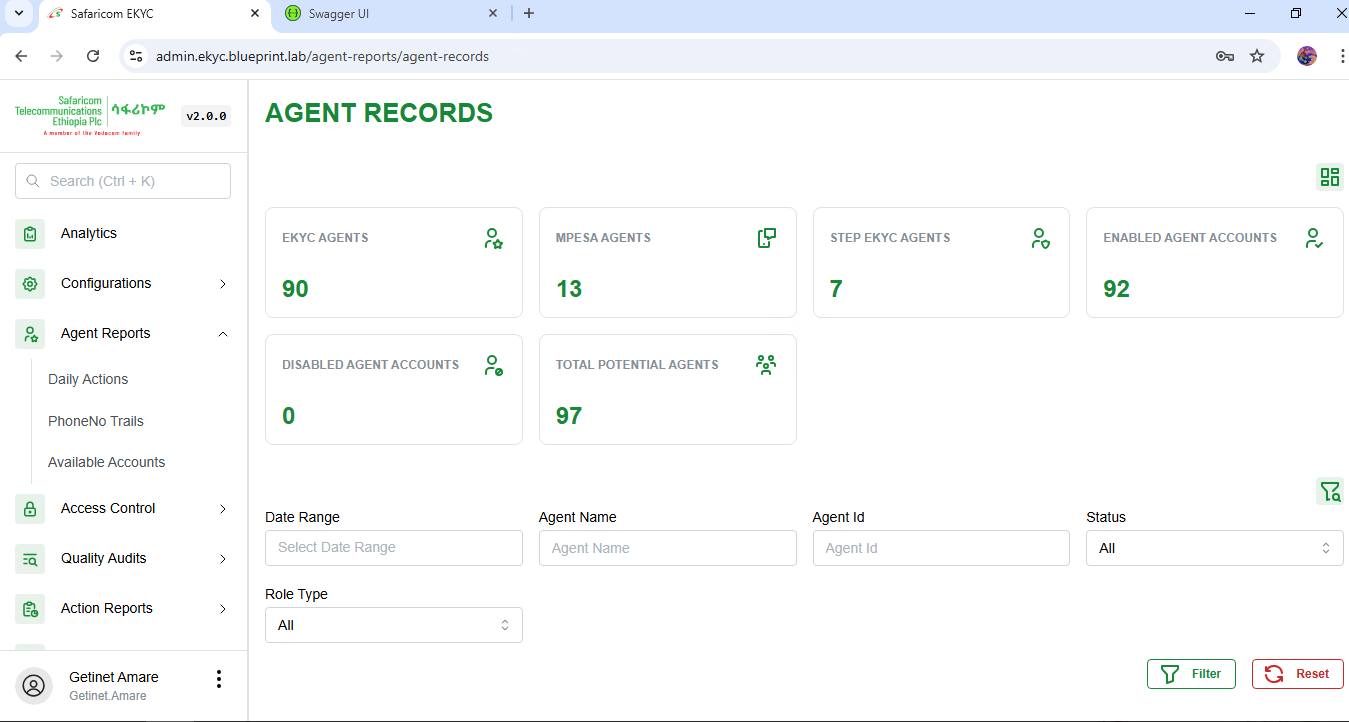 Safaricom EKYC
Swagger UI
admin.ekyc.blueprint.lab/agent-reports/agent-records
Safaricom
Telecommunications
Ethiopia Plc
ሳፋሪኮም
A member of the Vodacom family
v2.0.0
Search (Ctrl + K)
Analytics
Configurations
Agent Reports
Daily Actions
PhoneNo Trails
Available Accounts
Access Control
Quality Audits
Action Reports
Getinet Amare
Getinet.Amare
AGENT RECORDS
EKYC AGENTS
90
MPESA AGENTS
13
STEP EKYC AGENTS
7
ENABLED AGENT ACCOUNTS
92
DISABLED AGENT ACCOUNTS
0
TOTAL POTENTIAL AGENTS
97
Date Range
Select Date Range
Agent Name
Agent Name
Agent Id
Agent Id
Status
All
Role Type
All
Filter
Reset